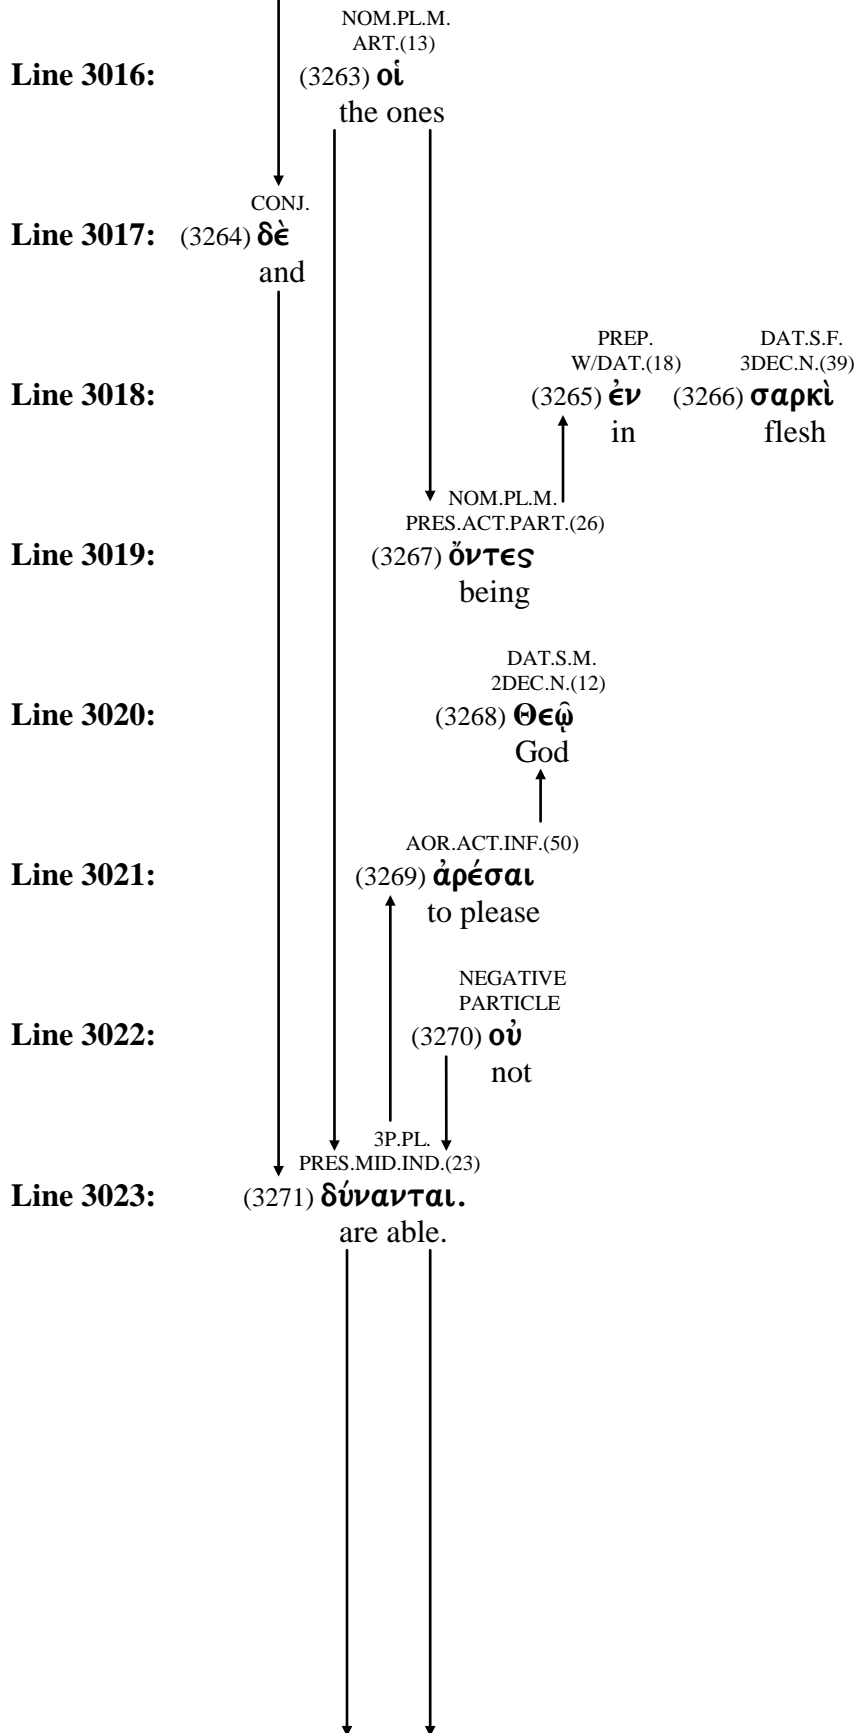 NOM.PL.M.
ART.(13)
Line 3016: (3263) οἱ
the ones
CONJ.
Line 3017: (3264) δὲ
and
PREP. DAT.S.F.
W/DAT.(18) 3DEC.N.(39)
Line 3018: (3265) ἐν (3266) σαρκὶ
in flesh
NOM.PL.M.
PRES.ACT.PART.(26)
Line 3019: (3267) ὄντες
being
DAT.S.M.
2DEC.N.(12)
Line 3020: (3268) Θεῷ
God
AOR.ACT.INF.(50)
Line 3021: (3269) ἀρέσαι
to please
NEGATIVE
PARTICLE
Line 3022: (3270) οὐ
not
3P.PL.
PRES.MID.IND.(23)
Line 3023: (3271) δύνανται.
are able.